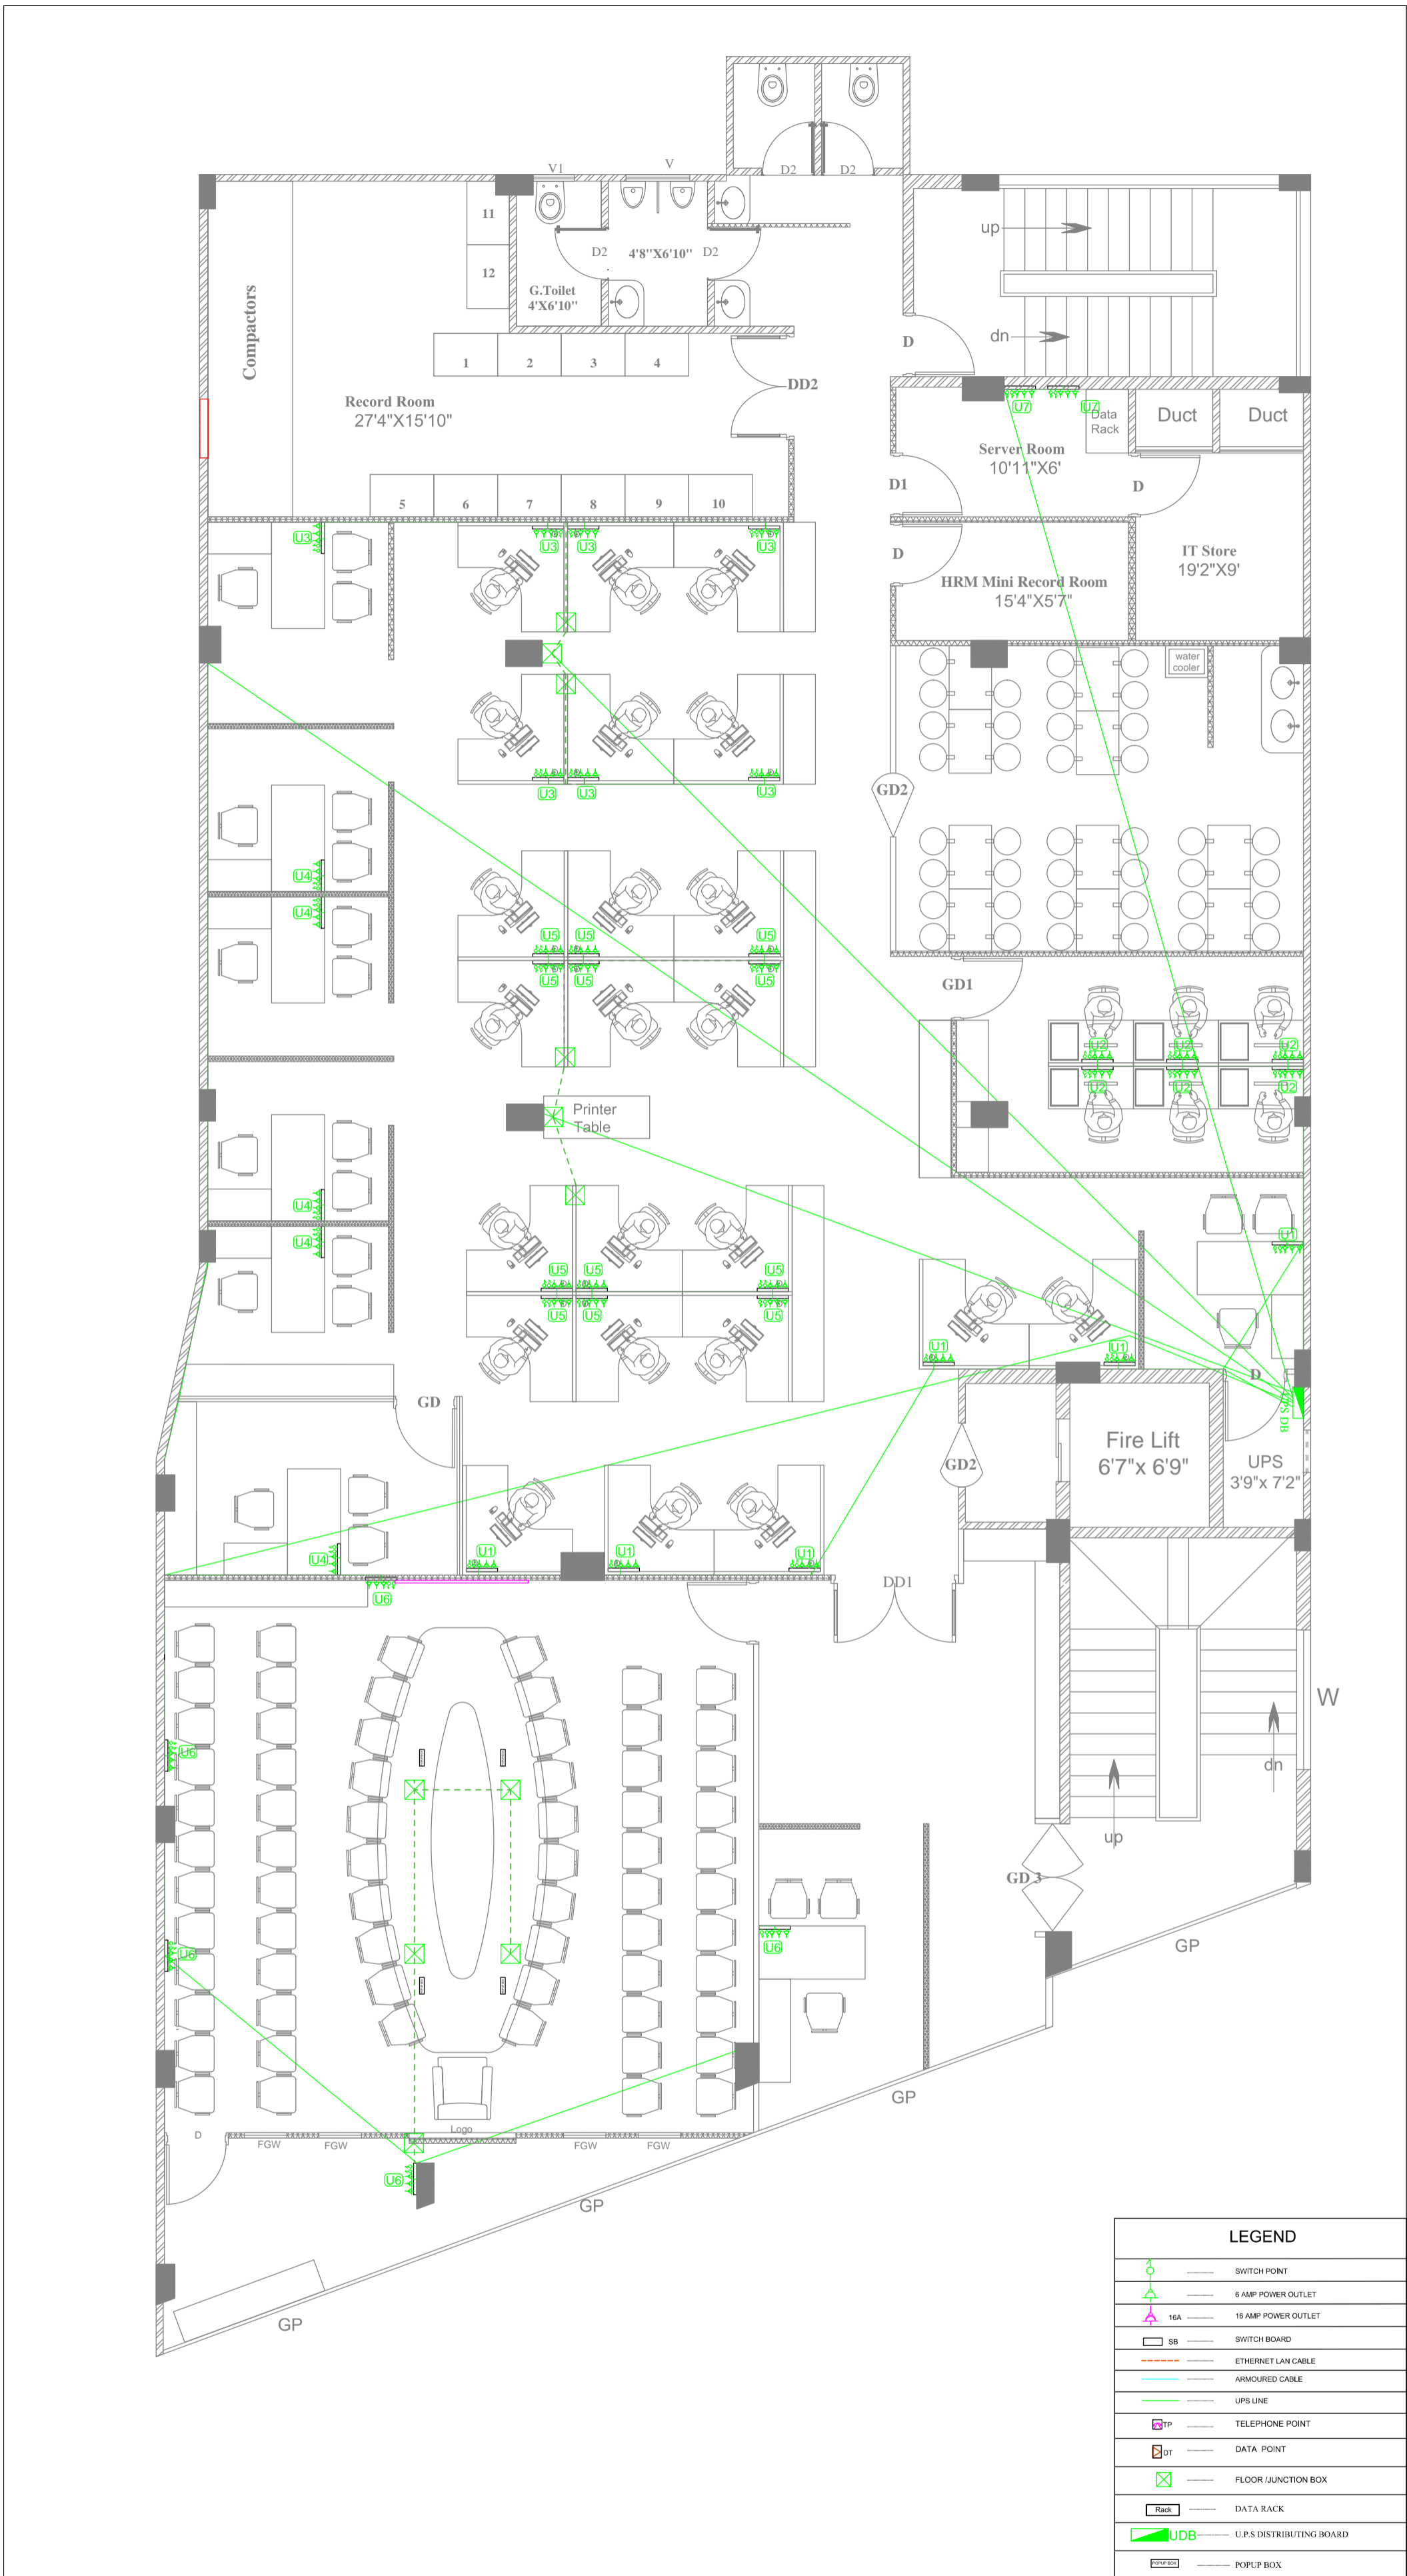 D2 D2
V1 V
11
up
D2 4'8"X6'10" D2
12
G.Toilet
4'X6'10"
Compactors
dn
D
1 2 3 4
DD2
Record Room
27'4"X15'10"
U7 U7
Data
Rack
Duct Duct
Server Room
10'11"X6'
D1 D
5 6 7 8 9 10
U3 U3 U3 U3
D
IT Store
19'2"X9'
HRM Mini Record Room
15'4"X5'7"
water
cooler
U3 U3 U3
GD2
U4
U4
U5 U5 U5
U5 U5 U5
GD1
U2 U2 U2
U2 U2 U2
Printer
Table
U4
U4
U1
U5 U5 U5
U5 U5 U5
U1 U1
D
GD
UPS DB
Fire Lift
6'7"x 6'9"
GD2
UPS
3'9"x 7'2"
U4 U1 U1 U1
U6
DD1
W
U6
dn
up
GD 3
U6
U6
GP
GP
Logo
D FGW FGW FGW FGW
U6
GP
GP
LEGEND
SWITCH POINT
6 AMP POWER OUTLET
16A 16 AMP POWER OUTLET
SB SWITCH BOARD
ETHERNET LAN CABLE
ARMOURED CABLE
UPS LINE
TP TELEPHONE POINT
DT DATA POINT
FLOOR /JUNCTION BOX
Rack DATA RACK
UDB U.P.S DISTRIBUTING BOARD
POPUP BOX POPUP BOX